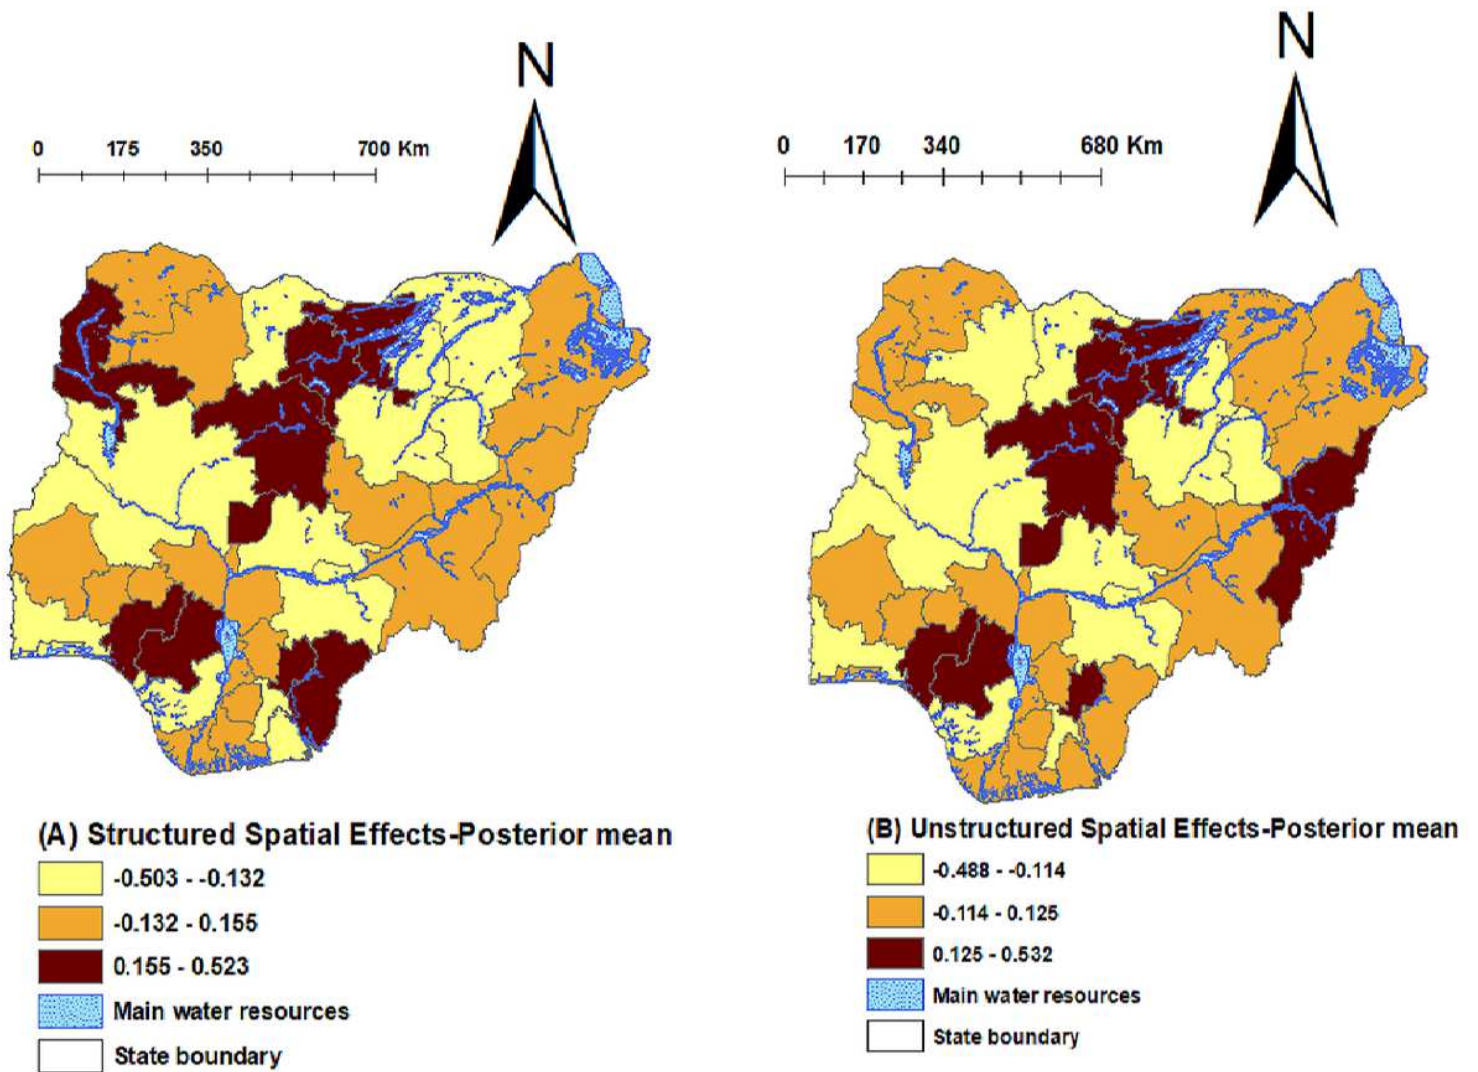 N
0 175 350 700 Km
(A) Structured Spatial Effects-Posterior mean
-0.503 - -0.132
-0.132 - 0.155
0.155 - 0.523
Main water resources
State boundary
N
0 170 340 680 Km
(B) Unstructured Spatial Effects-Posterior mean
-0.488 - -0.114
-0.114 - 0.125
0.125 - 0.532
Main water resources
State boundary